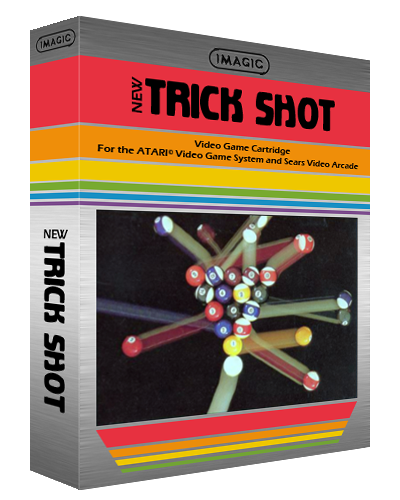 IMAGIC
NEW
TRICK SHOT
IMAGIC
NEW
TRICK SHOT
Video Game Cartridge
For the ATARI® Video Game System and Sears Video Arcade